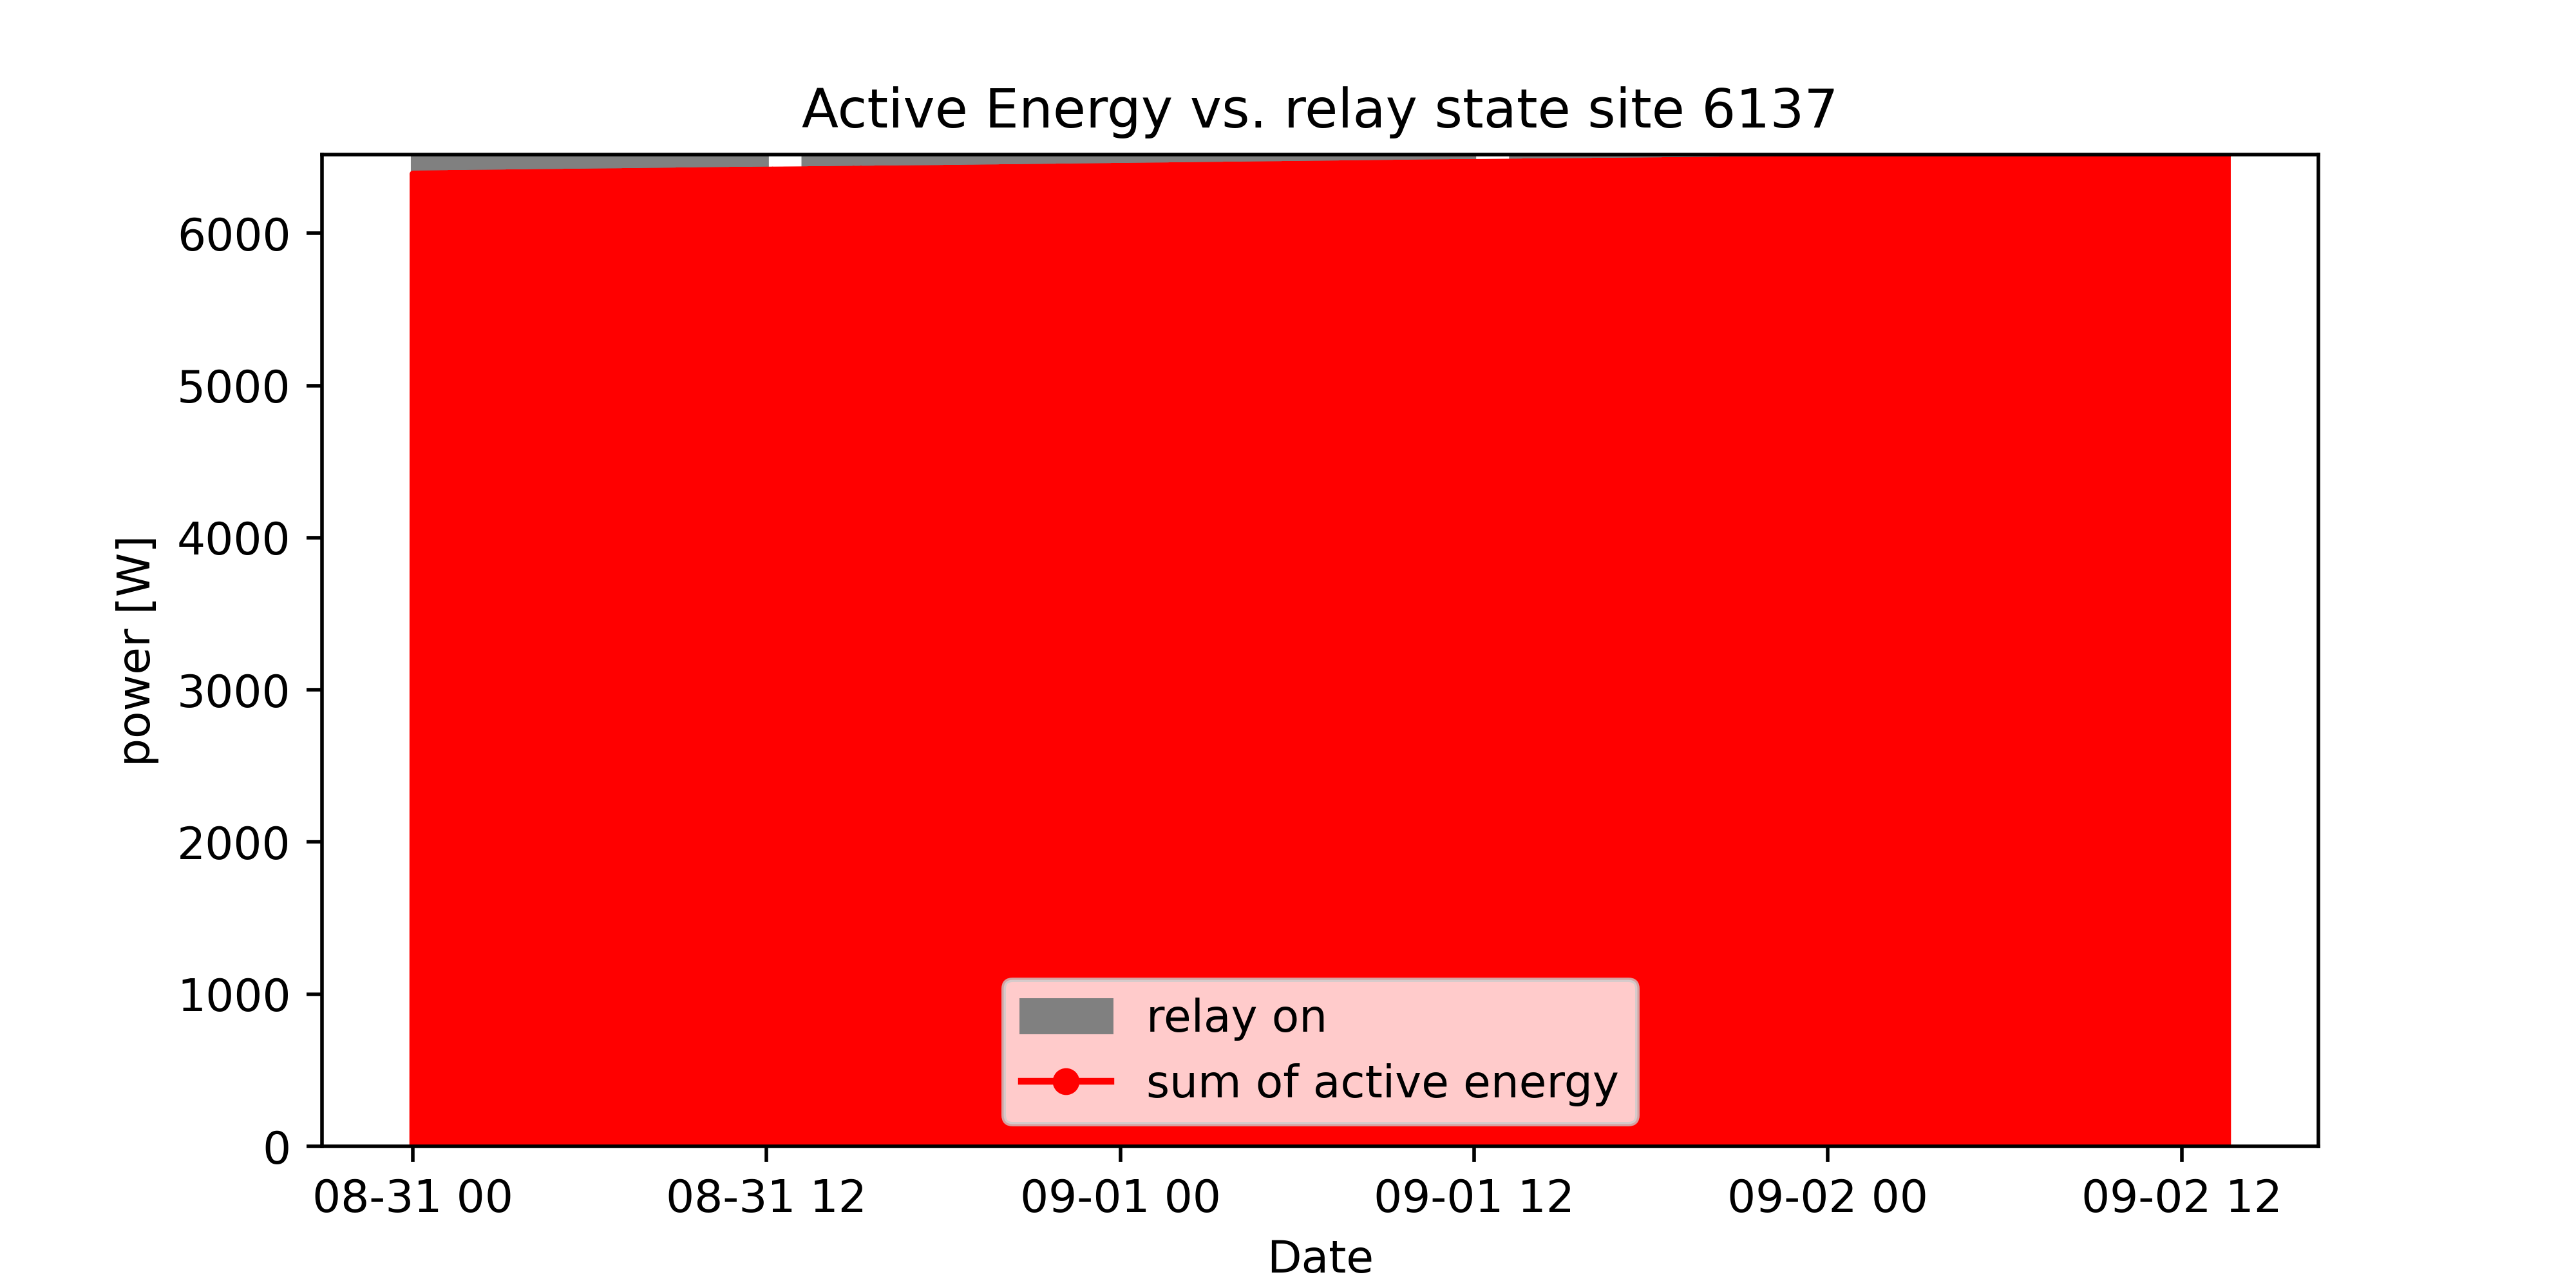 Active Energy vs. relay state site 6137
6000
5000
4000
3000
2000
1000
0
power [W]
relay on
sum of active energy
08-31 00
08-31 12
09-01 00
09-01 12
09-02 00
09-02 12
Date